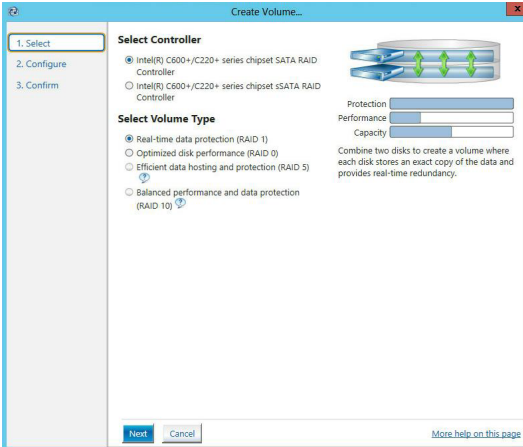 Create Volume...
x
1. Select
2. Configure
3. Confirm
Select Controller
Intel(R) C600+/C220+ series chipset SATA RAID
Controller
Intel(R) C600+/C220+ series chipset sSATA RAID
Controller
Select Volume Type
Real-time data protection (RAID 1)
Optimized disk performance (RAID 0)
Efficient data hosting and protection (RAID 5)
?
Balanced performance and data protection
(RAID 10) ?
Protection
Performance
Capacity
Combine two disks to create a volume where
each disk stores an exact copy of the data and
provides real-time redundancy.
Next
Cancel
More help on this page